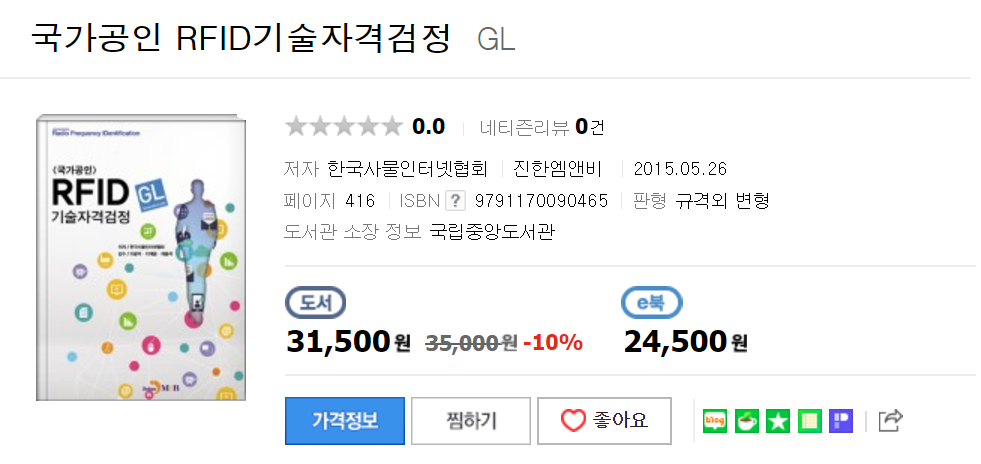 국가공인 RFID기술자격검정 GL
Radio Frequency Identification
<국가공인>
RFID GL
기술자격검정
0.0 네티즌리뷰 0건
저자 한국사물인터넷협회 진한엠앤비 2015.05.26
페이지 416 ISBN ? 9791170090465 판형 규격외 변형
도서관 소장 정보 국립중앙도서관
도서 e북
31,500원 35,000원 -10% 24,500원
가격정보 찜하기 좋아요 blog